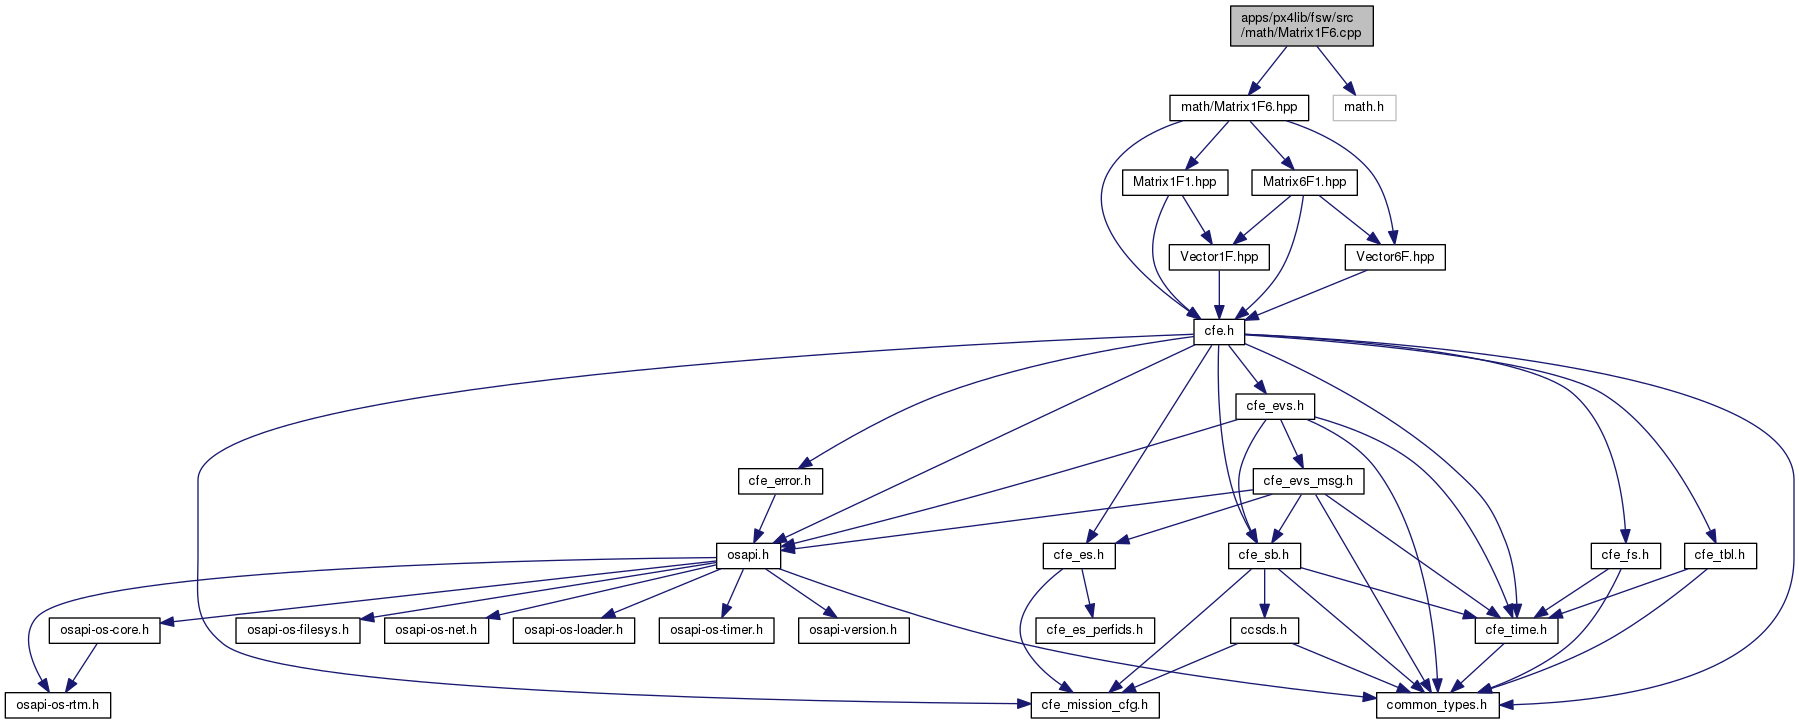 apps/px4lib/fsw/src
/math/Matrix1F6.cpp
math/Matrix1F6.hpp
math.h
Matrix1F1.hpp
Matrix6F1.hpp
Vector1F.hpp
Vector6F.hpp
cfe.h
cfe_evs.h
cfe_error.h
cfe_evs_msg.h
osapi.h
cfe_es.h
cfe_sb.h
cfe_fs.h
cfe_tbl.h
osapi-os-core.h
osapi-os-filesys.h
osapi-os-net.h
osapi-os-loader.h
osapi-os-timer.h
osapi-version.h
cfe_es_perfids.h
ccsds.h
cfe_time.h
osapi-os-rtm.h
cfe_mission_cfg.h
common_types.h